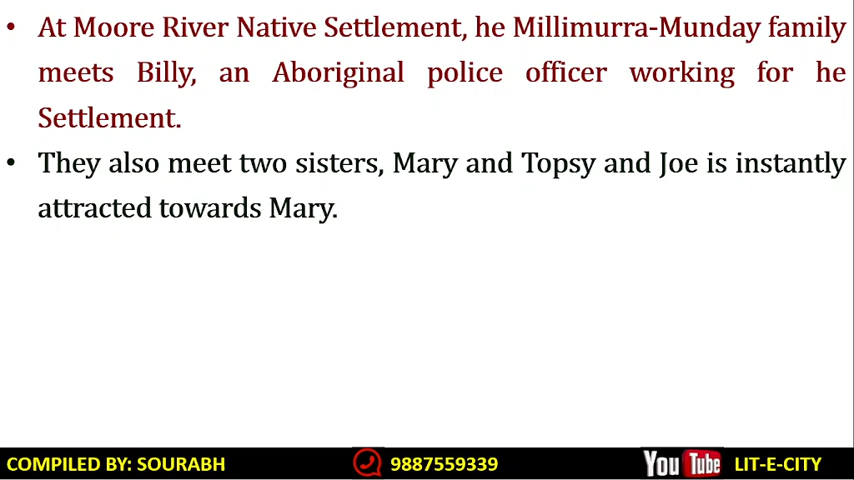 • At Moore River Native Settlement, he Millimurra-Munday family
meets Billy, an Aboriginal police officer working for he
Settlement.
• They also meet two sisters, Mary and Topsy and Joe is instantly
attracted towards Mary.
COMPILED BY: SOURABH 9887559339 YouTube LIT-E-CITY